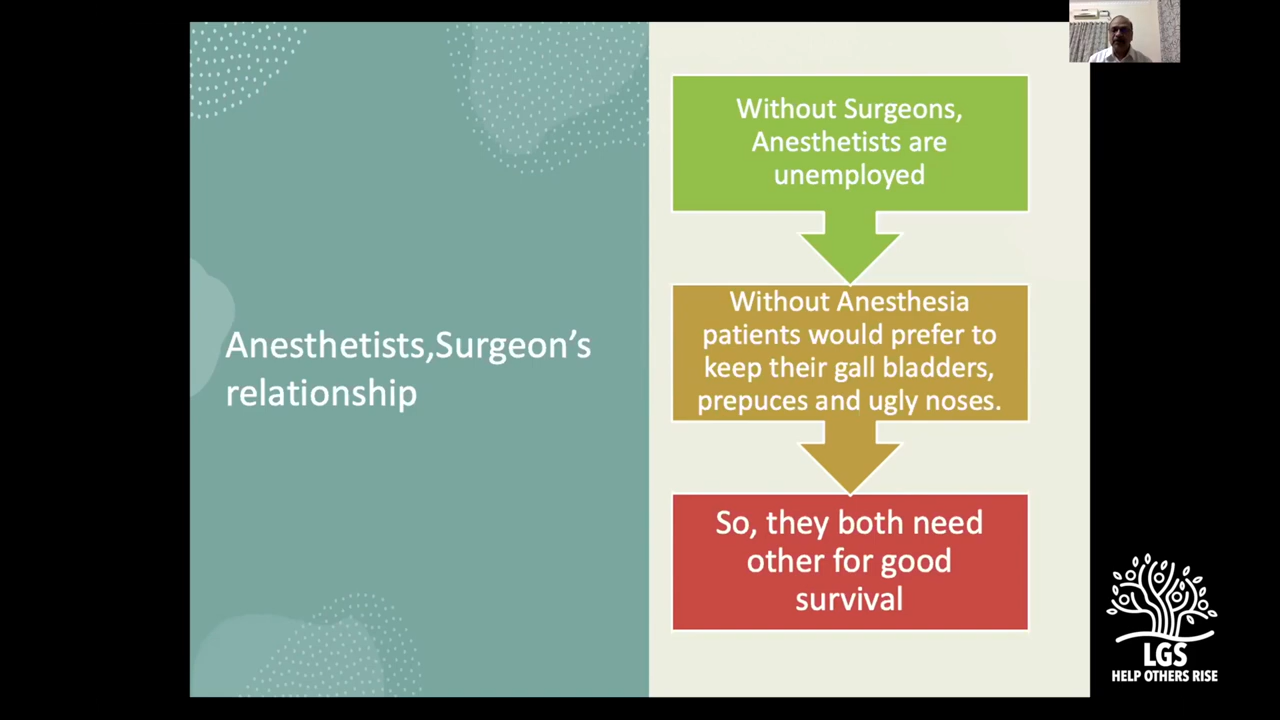 Anesthetists,Surgeon’s
relationship
Without Surgeons,
Anesthetists are
unemployed
Without Anesthesia
patients would prefer to
keep their gall bladders,
prepuces and ugly noses.
So, they both need
other for good
survival
LGS
HELP OTHERS RISE